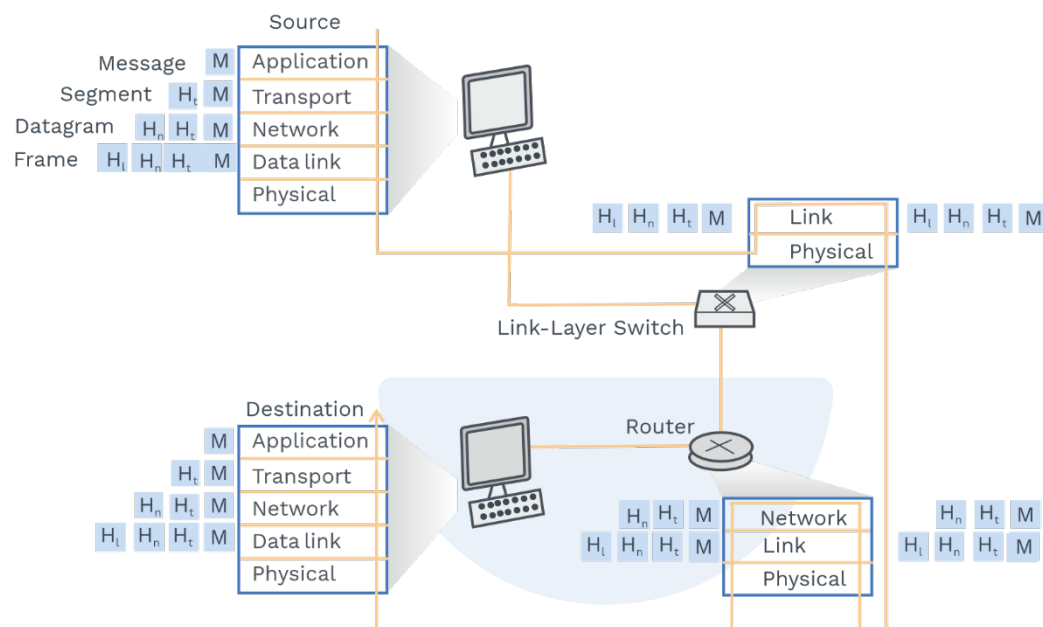 Source
Message M Application
Segment Ht M Transport
Datagram Hn Ht M Network
Frame Hl Hn Ht M Data link
Physical
Hl Hn Ht M Link Hl Hn Ht M
Physical
Link-Layer Switch
Destination
Router
M Application
Ht M Transport
Hn Ht M Network
Hl Hn Ht M Data link
Physical
Hn Ht M Network Hn Ht M
Hl Hn Ht M Link Hl Hn Ht M
Physical